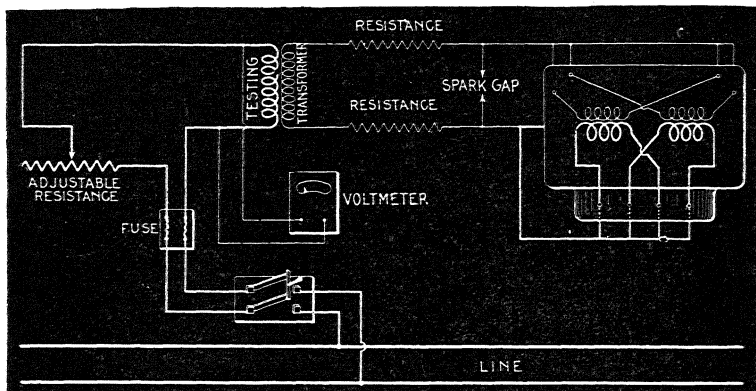 RESISTANCE
TESTING
TRANSFORMER
SPARK GAP
RESISTANCE
ADJUSTABLE
RESISTANCE
VOLTMETER
FUSE
LINE